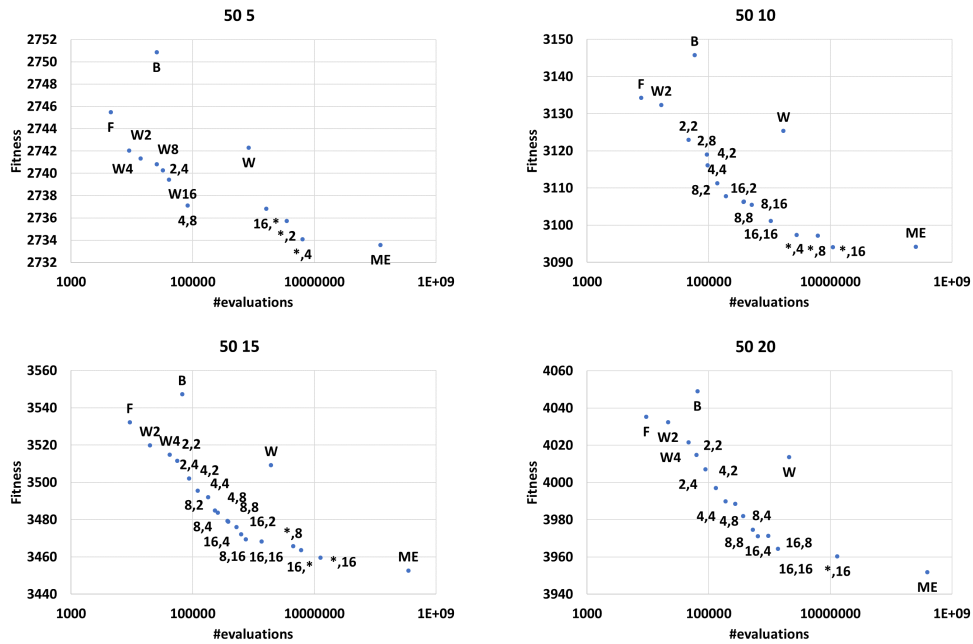 50 5
2752
2750
2748
2746
2744
2742
2740
2738
2736
2734
2732
Fitness
B
F
W2
W8
W4
2,4
W16
4,8
W
16,*
*,2
*,4
ME
1000 100000 10000000 1E+09
#evaluations
50 10
3150
3140
3130
3120
3110
3100
3090
Fitness
B
F
W2
W
2,2
2,8
4,2
4,4
8,2
16,2
8,16
8,8
16,16
*,4 *,8 *,16
ME
1000 100000 10000000 1E+09
#evaluations
50 15
3560
3540
3520
3500
3480
3460
3440
Fitness
B
F
W2
W4 2,2
W
2,4 4,2
4,4
8,2
4,8
8,8
8,4
16,2
*,8
16,4
8,16
16,16
16,*
*,16
ME
1000 100000 10000000 1E+09
#evaluations
50 20
4060
4040
4020
4000
3980
3960
3940
Fitness
B
F
W2
2,2
W4
W
4,2
2,4
4,4
4,8
8,4
8,8
16,4
16,8
16,16
*,16
ME
1000 100000 10000000 1E+09
#evaluations